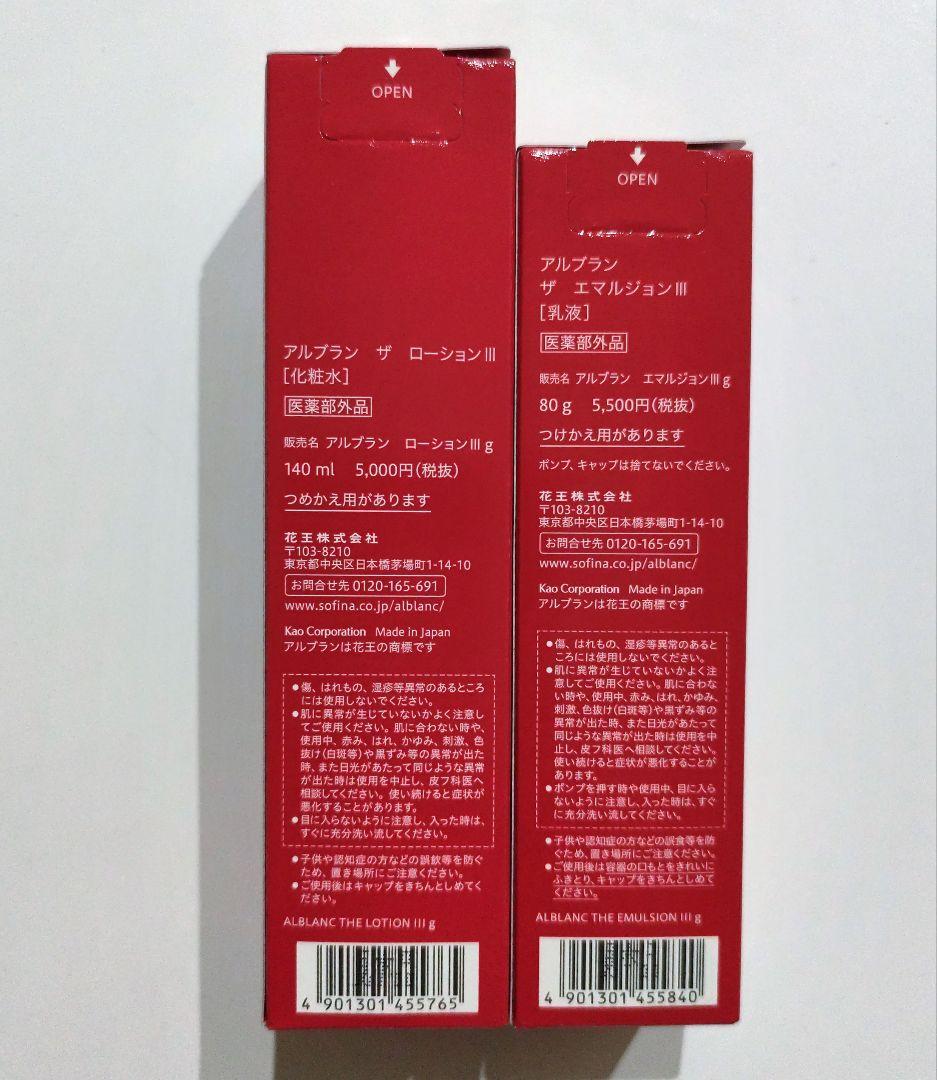 OPEN
アルブラン ザ ローションⅢ
[化粧水]
医薬部外品
販売名 アルブラン ローションⅢ g
140 ml 5,000円(税抜)
つめかえ用があります
花王株式会社
〒103-8210
東京都中央区日本橋茅場町1-14-10
お問合せ先 0120-165-691
www.sofina.co.jp/alblanc/
Kao Corporation Made in Japan
アルブランは花王の商標です
●傷、はれもの、湿疹等異常のあるところ
には使用しないでください。
●肌に異常が生じていないかよく注意し
てご使用ください。肌に合わない時や、
使用中、赤み、はれ、かゆみ、刺激、色
抜け(白斑等)や黒ずみ等の異常が出た
時、また日光があたって同じような異常
が出た時は使用を中止し、皮フ科医へ
相談してください。使い続けると症状が
悪化することがあります。
●目に入らないように注意し、入った時は、
すぐに充分洗い流してください。
●子供や認知症の方などの誤飲等を防ぐ
ため、置き場所にご注意ください。
●ご使用後はキャップをきちんとしめてく
ださい。
ALBLANC THE LOTION III g
4 901301 455765
OPEN
アルブラン
ザ エマルジョンⅢ
[乳液]
医薬部外品
販売名 アルブラン エマルジョンⅢ g
80 g 5,500円(税抜)
つけかえ用があります
ポンプ、キャップは捨てないでください。
花王株式会社
〒103-8210
東京都中央区日本橋茅場町1-14-10
お問合せ先 0120-165-691
www.sofina.co.jp/alblanc/
Kao Corporation Made in Japan
アルブランは花王の商標です
●傷、はれもの、湿疹等異常のあると
ころには使用しないでください。
●肌に異常が生じていないかよく注
意してご使用ください。肌に合わな
い時や、使用中、赤み、はれ、かゆみ、
刺激、色抜け(白斑等)や黒ずみ等の
異常が出た時、また日光があたって
同じような異常が出た時は使用を中
止し、皮フ科医へ相談してください。
使い続けると症状が悪化することが
あります。
●ポンプを押す時や使用中、目に入ら
ないように注意し、入った時は、すぐ
に充分洗い流してください。
●子供や認知症の方などの誤食等を防
ぐため、置き場所にご注意ください。
●ご使用後は容器の口もとをきれいに
ふきとり、キャップをきちんとしめて
ください。
ALBLANC THE EMULSION III g
4 901301 455840